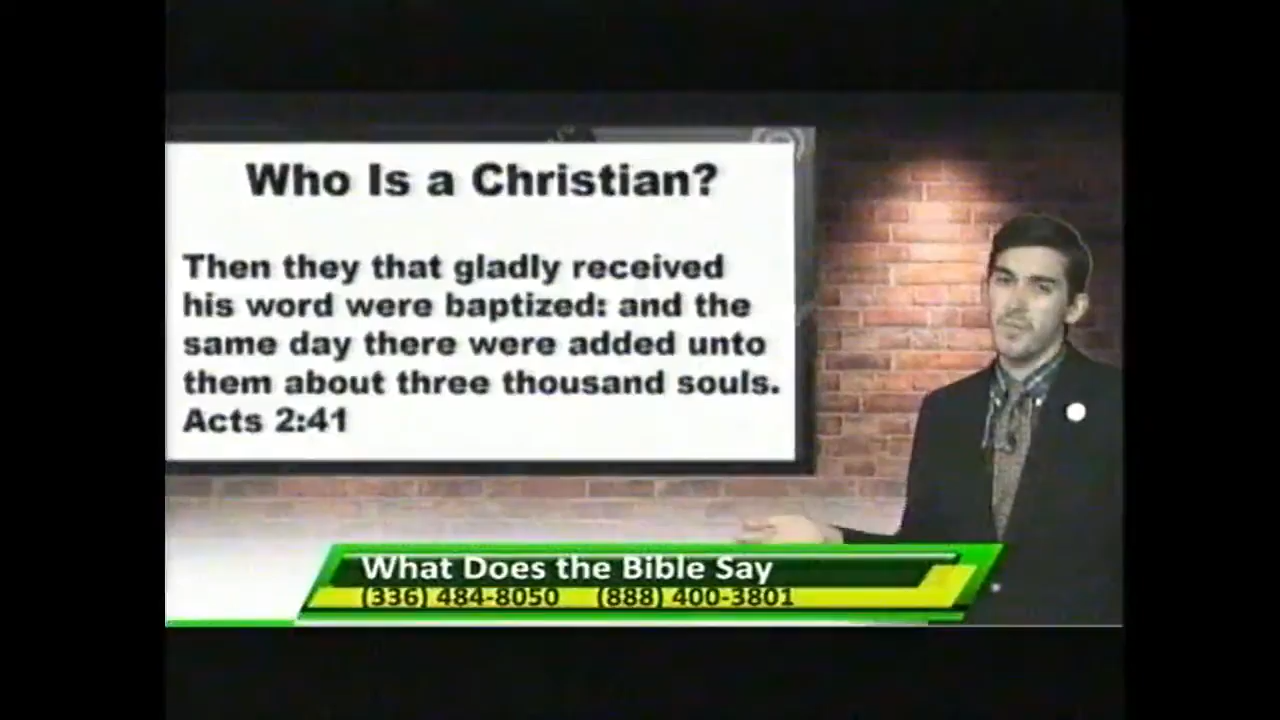 Who Is a Christian?
Then they that gladly received
his word were baptized: and the
same day there were added unto
them about three thousand souls.
Acts 2:41
What Does the Bible Say
(336) 484-8050 (888) 400-3801